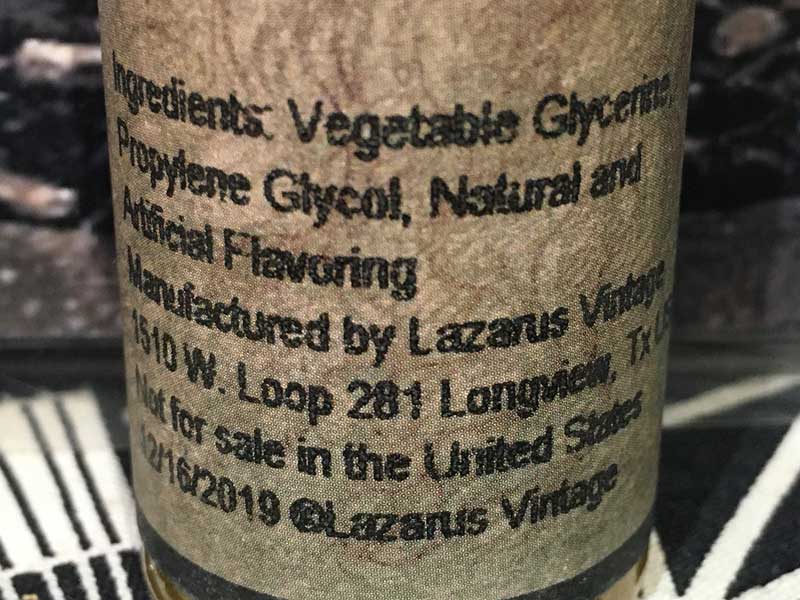 Ingredients: Vegetable Glycerine,
Propylene Glycol, Natural and
Artificial Flavoring
Manufactured by Lazarus Vintage
1510 W. Loop 281 Longview, Tx US
Not for sale in the United States
12/16/2019 @Lazarus Vintage